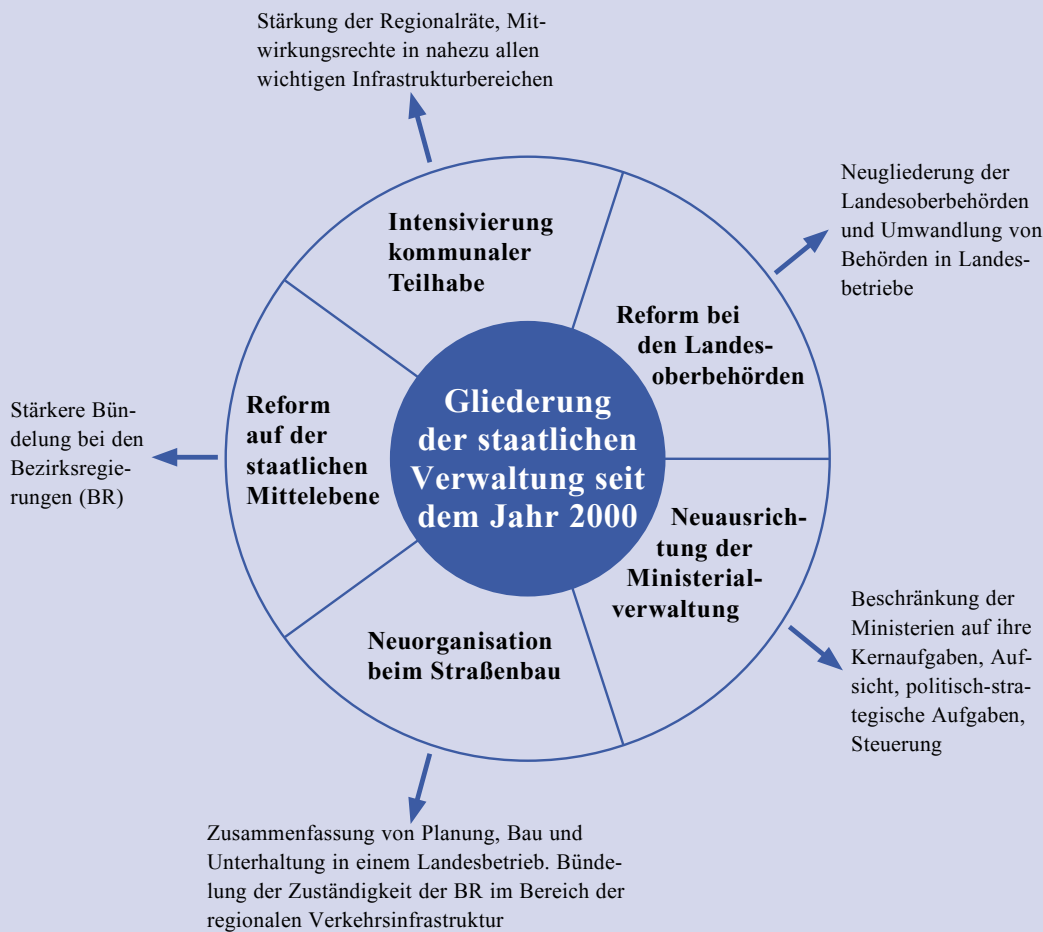 Stärkung der Regionalräte, Mit-
wirkungsrechte in nahezu allen
wichtigen Infrastrukturbereichen
Neugliederung der
Landesoberbehörden
und Umwandlung von
Behörden in Landes-
betriebe
Intensivierung
kommunaler
Teilhabe
Reform bei
den Landes-
oberbehörden
Stärkere Bün-
delung bei den
Bezirksregie-
rungen (BR)
Reform
auf der
staatlichen
Mittelebene
Gliederung
der staatlichen
Verwaltung seit
dem Jahr 2000
Neuausrich-
tung der
Ministerial-
verwaltung
Neuorganisation
beim Straßenbau
Beschränkung der
Ministerien auf ihre
Kernaufgaben, Auf-
sicht, politisch-stra-
tegische Aufgaben,
Steuerung
Zusammenfassung von Planung, Bau und
Unterhaltung in einem Landesbetrieb. Bünde-
lung der Zuständigkeit der BR im Bereich der
regionalen Verkehrsinfrastruktur